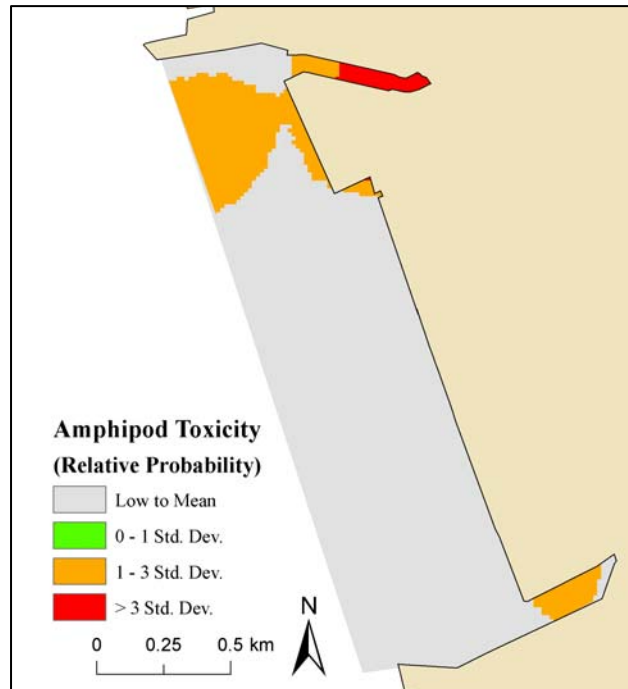 Amphipod Toxicity
(Relative Probability)
Low to Mean
0 - 1 Std. Dev.
1 - 3 Std. Dev.
> 3 Std. Dev.
N
0 0.25 0.5 km